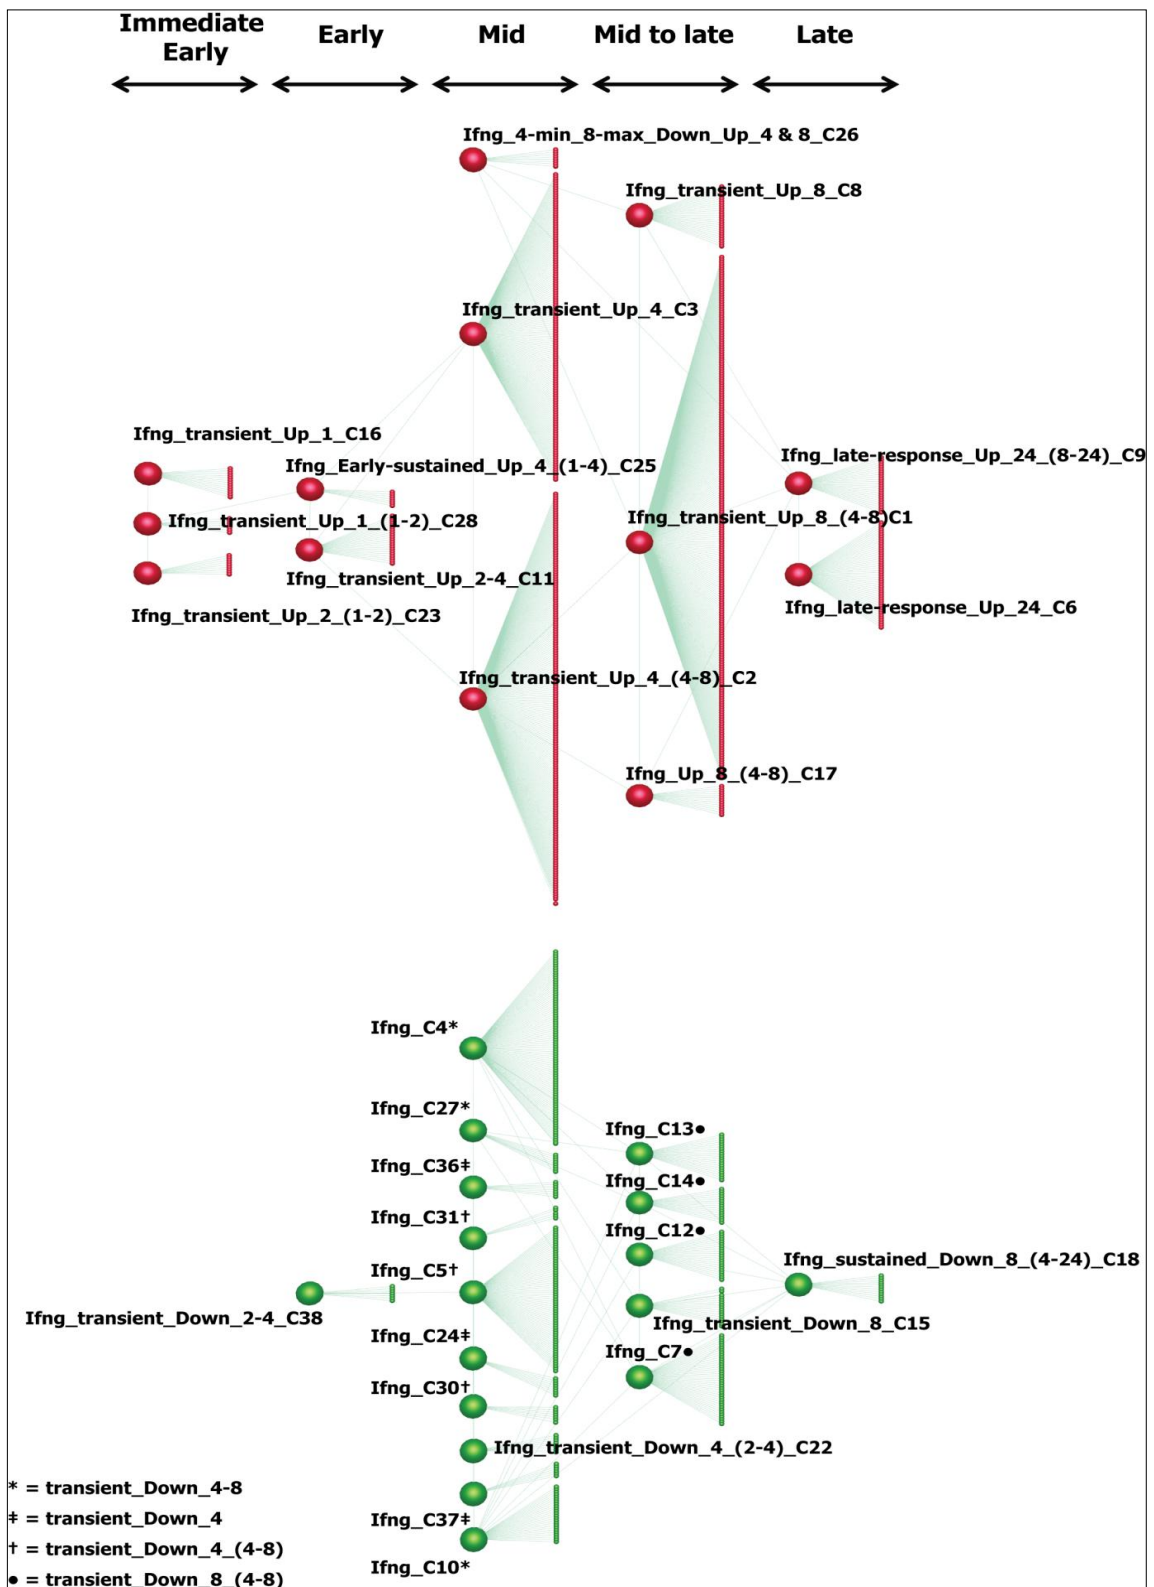 Immediate Early
Early
Mid
Mid to late
Late
Ifng_4-min_8-max_Down_Up_4 & 8_C26
Ifng_transient_Up_8_C8
Ifng_transient_Up_4_C3
Ifng_transient_Up_1_C16
Ifng_Early-sustained_Up_4_(1-4)_C25
Ifng_late-response_Up_24_(8-24)_C9
Ifng_transient_Up_1_(1-2)_C28
Ifng_transient_Up_8_(4-8)C1
Ifng_transient_Up_2-4_C11
Ifng_late-response_Up_24_C6
Ifng_transient_Up_2_(1-2)_C23
Ifng_transient_Up_4_(4-8)_C2
Ifng_Up_8_(4-8)_C17
Ifng_C4*
Ifng_C27*
Ifng_C13●
Ifng_C36‡
Ifng_C14●
Ifng_C31†
Ifng_C12●
Ifng_C5†
Ifng_sustained_Down_8_(4-24)_C18
Ifng_transient_Down_2-4_C38
Ifng_transient_Down_8_C15
Ifng_C24‡
Ifng_C7●
Ifng_C30†
Ifng_transient_Down_4_(2-4)_C22
Ifng_C37‡
Ifng_C10*
* = transient_Down_4-8
‡ = transient_Down_4
† = transient_Down_4_(4-8)
● = transient_Down_8_(4-8)